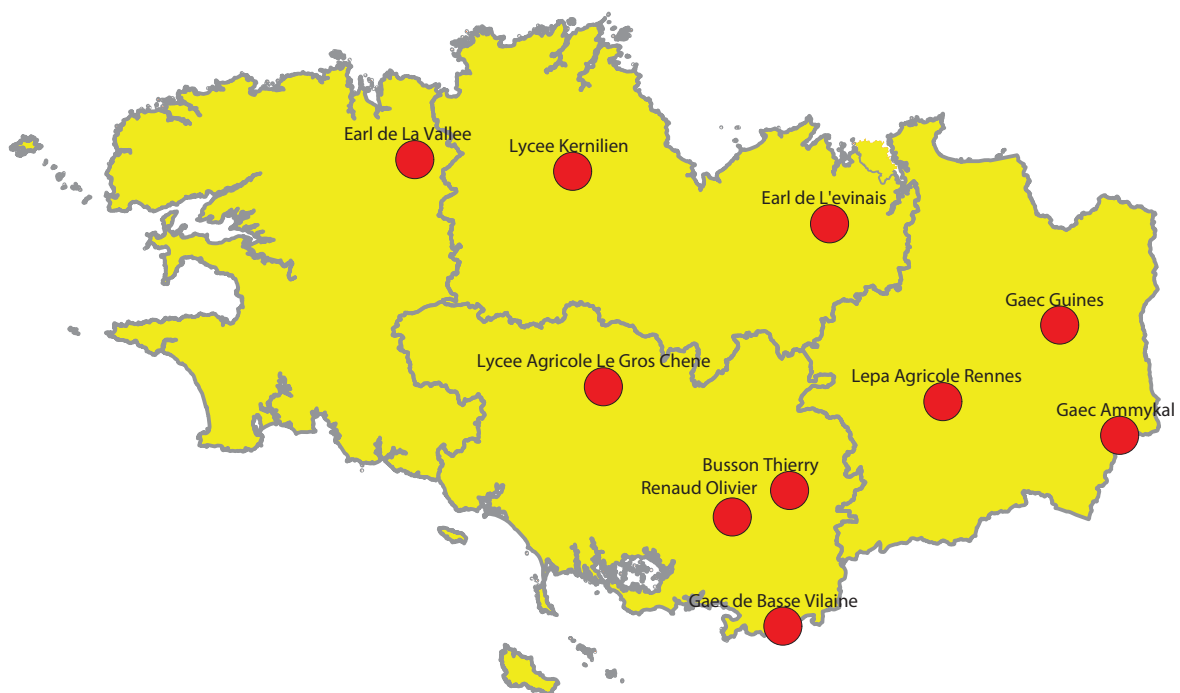 Earl de La Vallee
Lycee Kernilien
Earl de L'evinais
Gaec Guines
Lycee Agricole Le Gros Chene
Lepa Agricole Rennes
Gaec Ammykal
Busson Thierry
Renaud Olivier
Gaec de Basse Vilaine